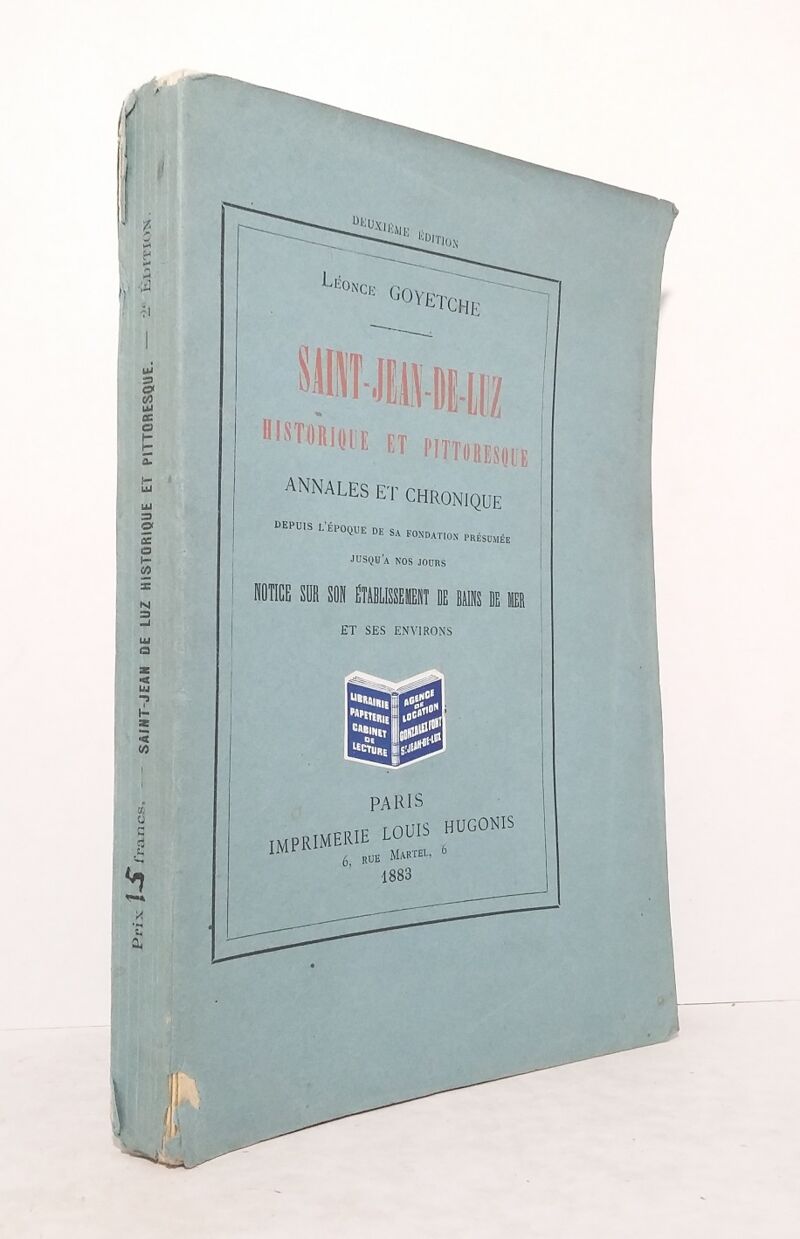 Prix 15 francs. — SAINT-JEAN DE LUZ HISTORIQUE ET PITTORESQUE. — 2e ÉDITION.
DEUXIÈME ÉDITION
LÉONCE GOYETCHE
SAINT-JEAN-DE-LUZ
HISTORIQUE ET PITTORESQUE
ANNALES ET CHRONIQUE
DEPUIS L'ÉPOQUE DE SA FONDATION PRÉSUMÉE
JUSQU'A NOS JOURS
NOTICE SUR SON ÉTABLISSEMENT DE BAINS DE MER
ET SES ENVIRONS
LIBRAIRIE
PAPETERIE
CABINET
DE
LECTURE
AGENCE
DE
LOCATION
GONZALEZ FONT
ST JEAN-DE-LUZ
PARIS
IMPRIMERIE LOUIS HUGONIS
6, RUE MARTEL, 6
1883